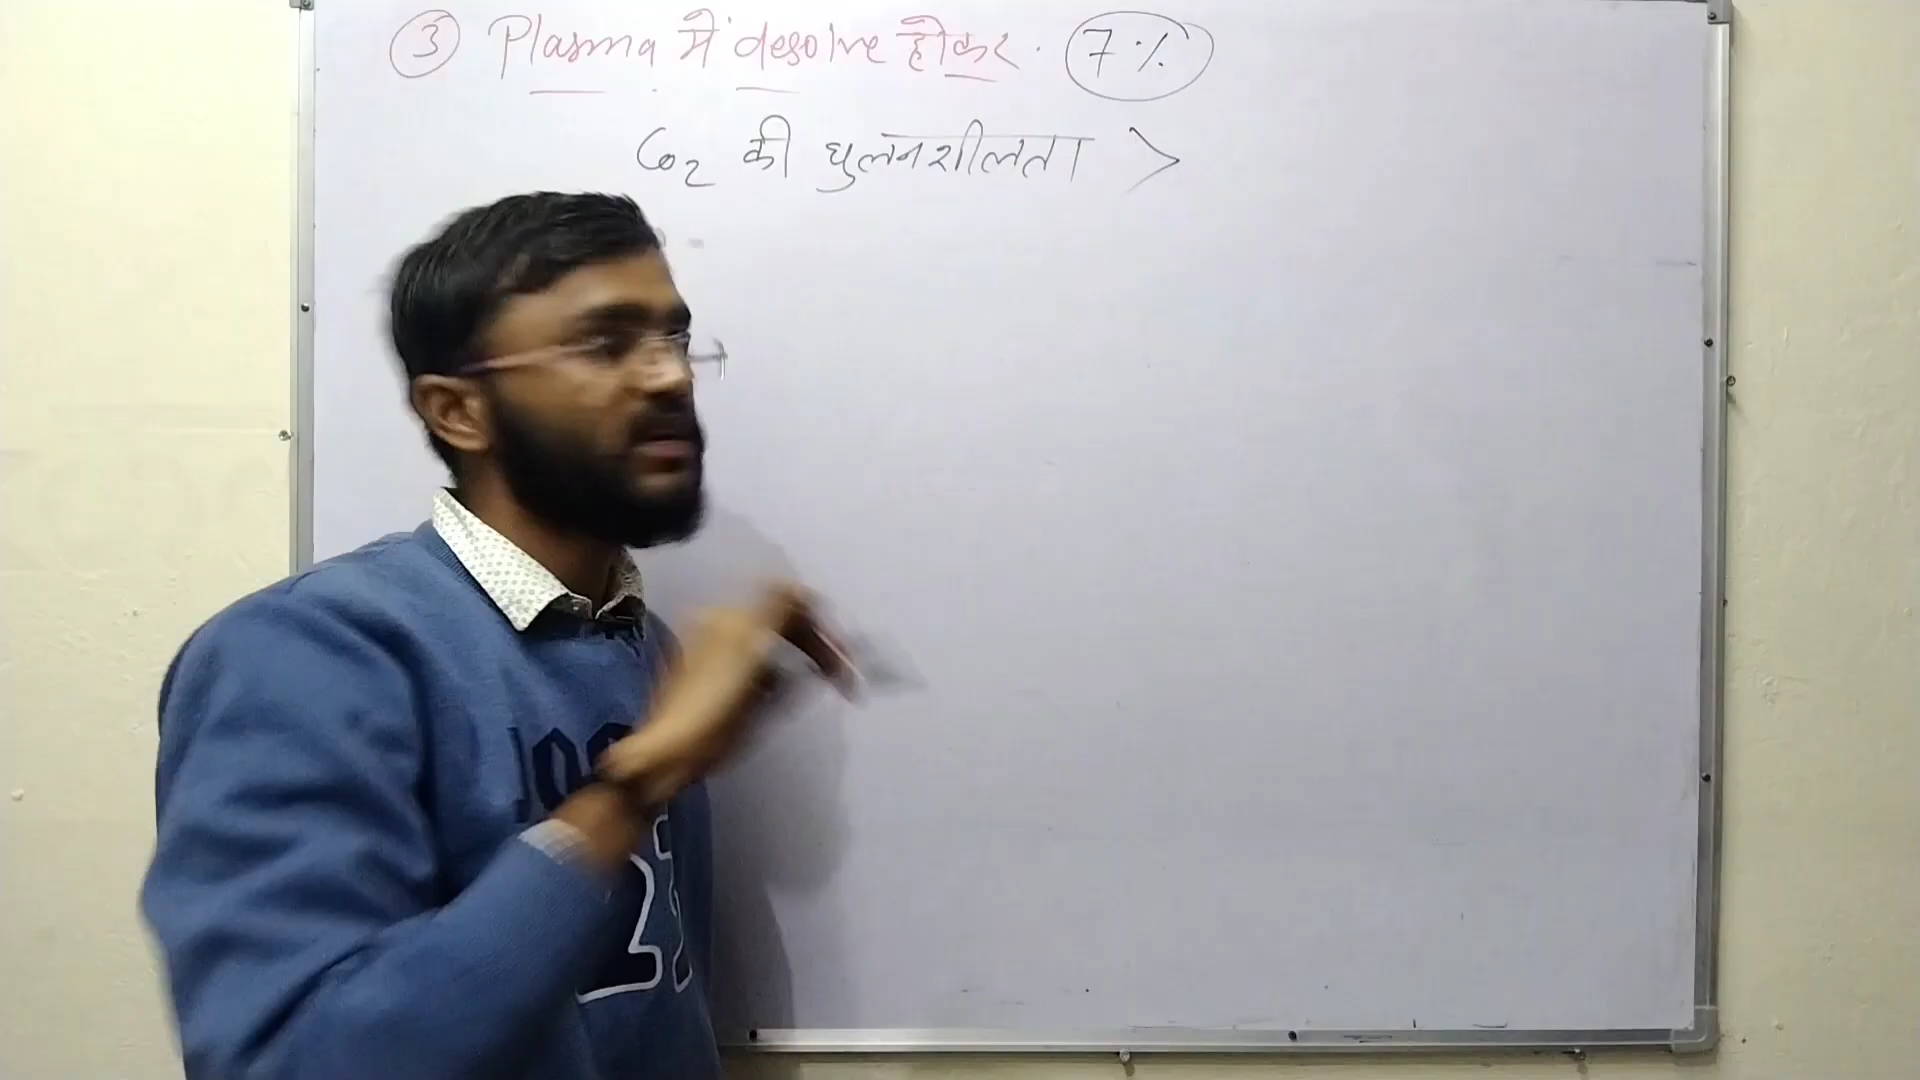 ③ Plasma में desolve होकर . 7%
CO2 की घुलनशीलता >